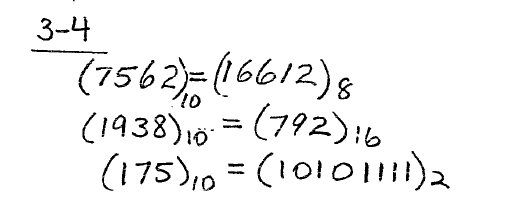 3-4
(7562)₁₀=(16612)₈
(1938)₁₀=(792)₁₆
(175)₁₀=(10101111)₂